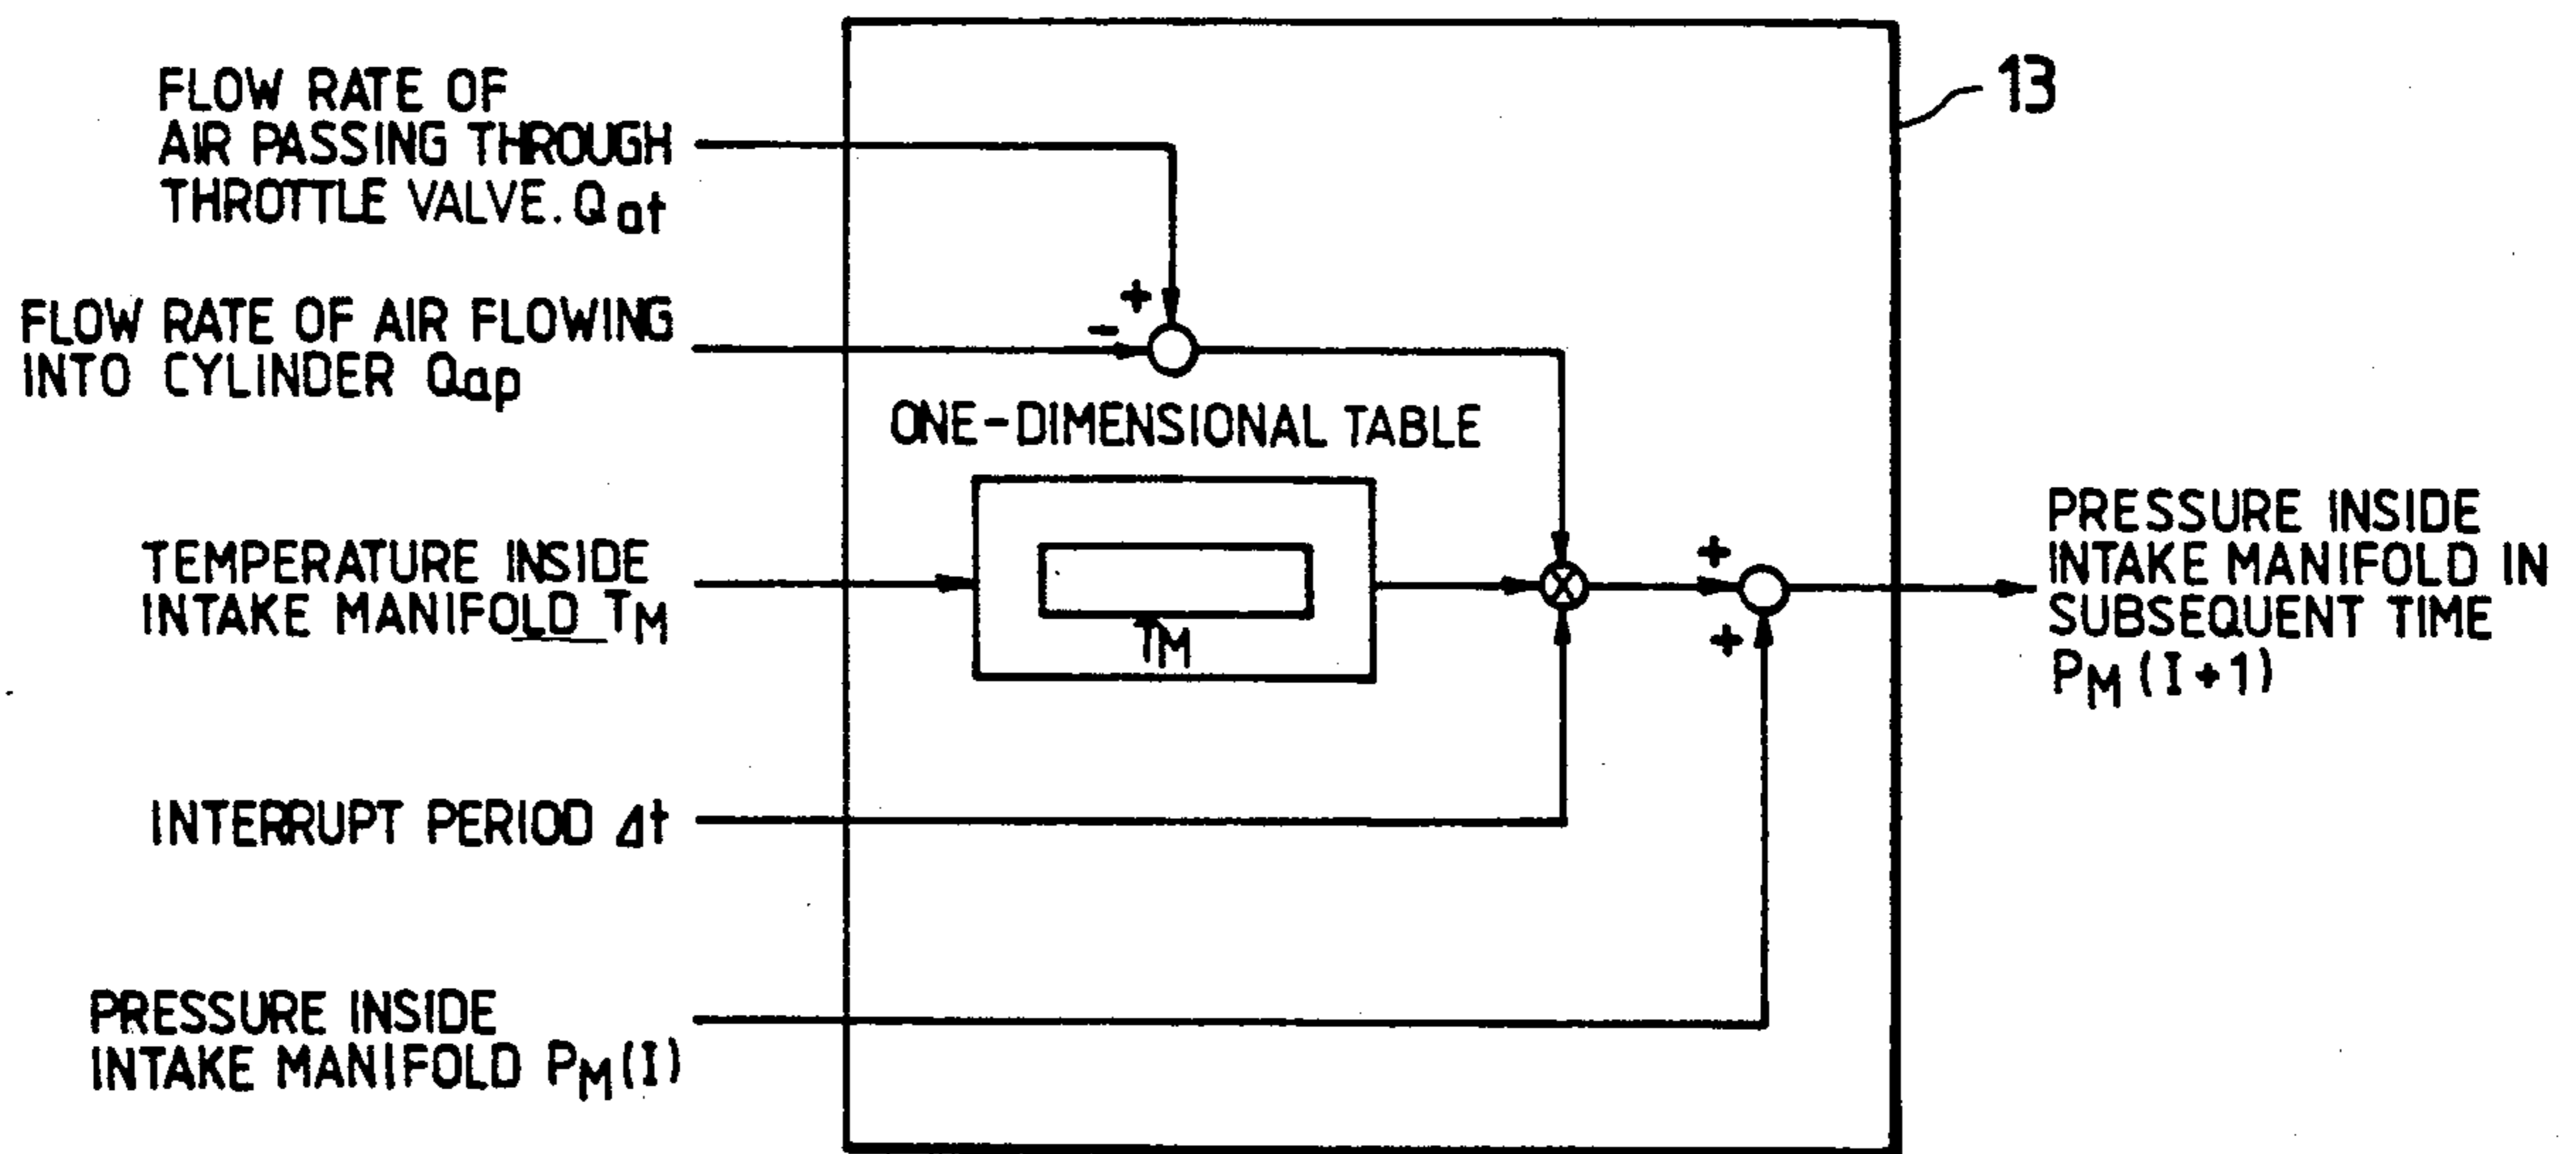 FLOW RATE OF
AIR PASSING THROUGH
THROTTLE VALVE. Qat
13
+
-
FLOW RATE OF AIR FLOWING
INTO CYLINDER Qap
ONE-DIMENSIONAL TABLE
TEMPERATURE INSIDE
INTAKE MANIFOLD TM
TM
X
+
+
PRESSURE INSIDE
INTAKE MANIFOLD IN
SUBSEQUENT TIME
PM (I+1)
INTERRUPT PERIOD Δt
PRESSURE INSIDE
INTAKE MANIFOLD PM(I)